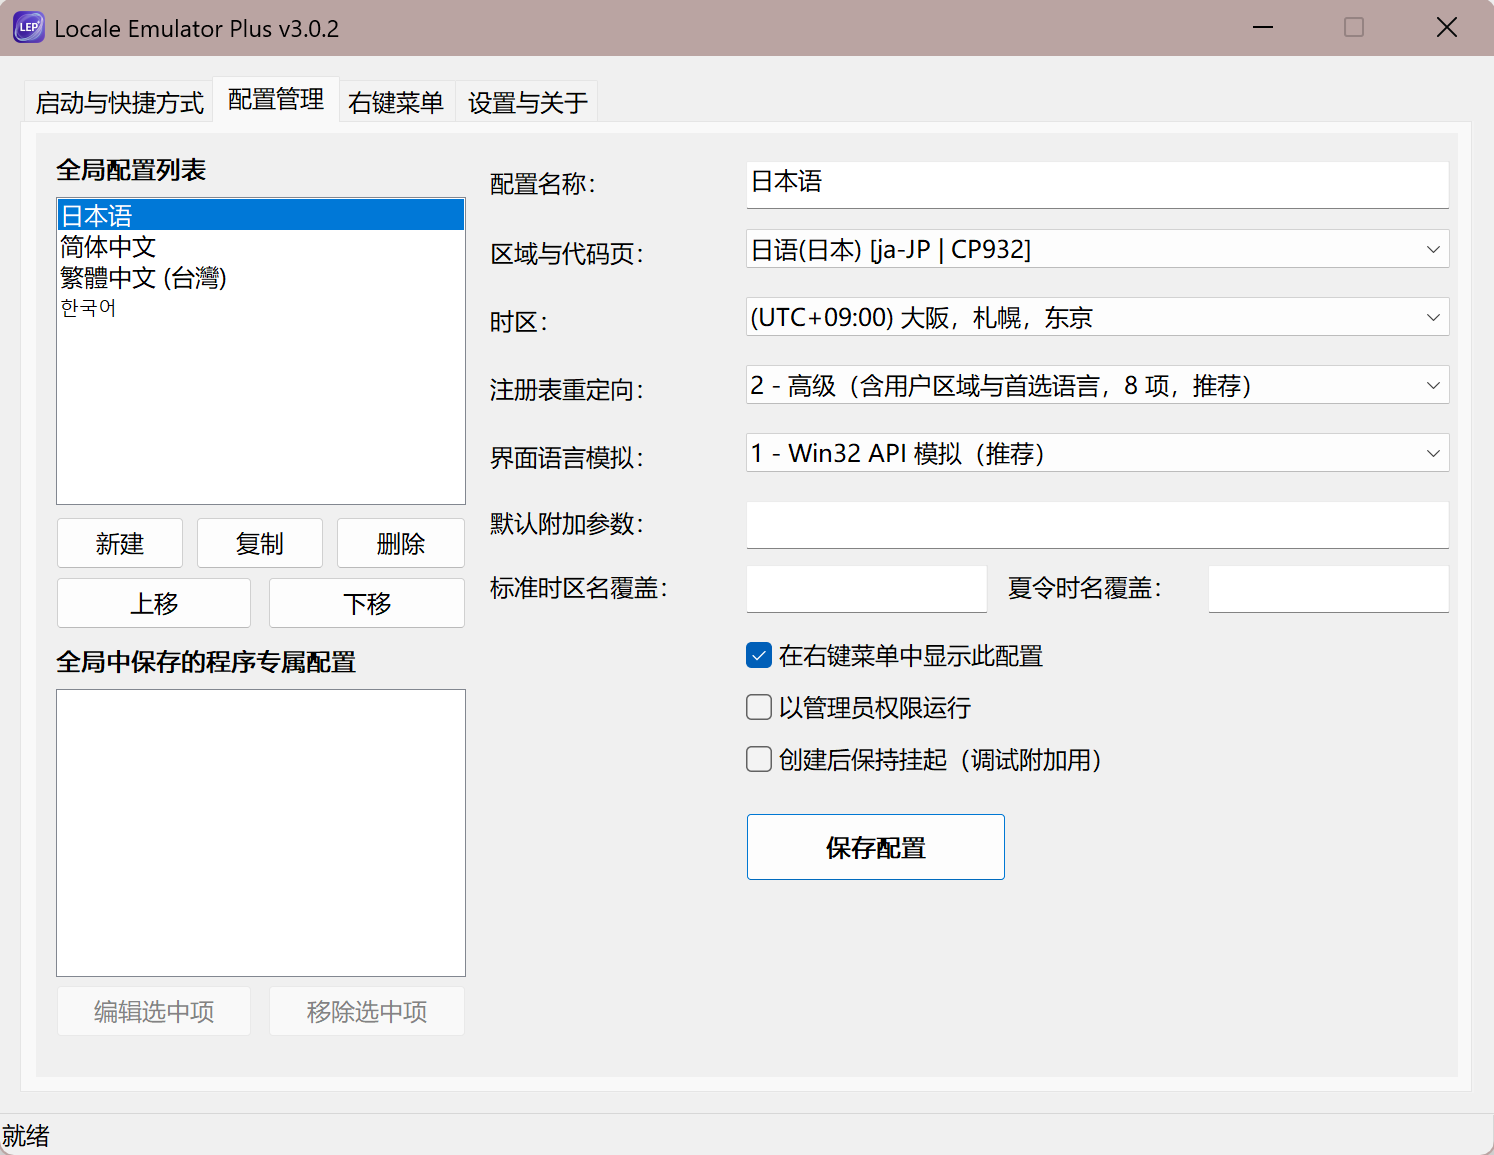 LEP
Locale Emulator Plus v3.0.2
启动与快捷方式
配置管理
右键菜单
设置与关于
全局配置列表
日本语
简体中文
繁體中文 (台灣)
한국어
新建
复制
删除
上移
下移
全局中保存的程序专属配置
编辑选中项
移除选中项
配置名称：
日本语
区域与代码页：
日语(日本) [ja-JP | CP932]
时区：
(UTC+09:00) 大阪，札幌，东京
注册表重定向：
2 - 高级（含用户区域与首选语言，8 项，推荐）
界面语言模拟：
1 - Win32 API 模拟（推荐）
默认附加参数：
标准时区名覆盖：
夏令时名覆盖：
在右键菜单中显示此配置
以管理员权限运行
创建后保持挂起（调试附加用）
保存配置
就绪